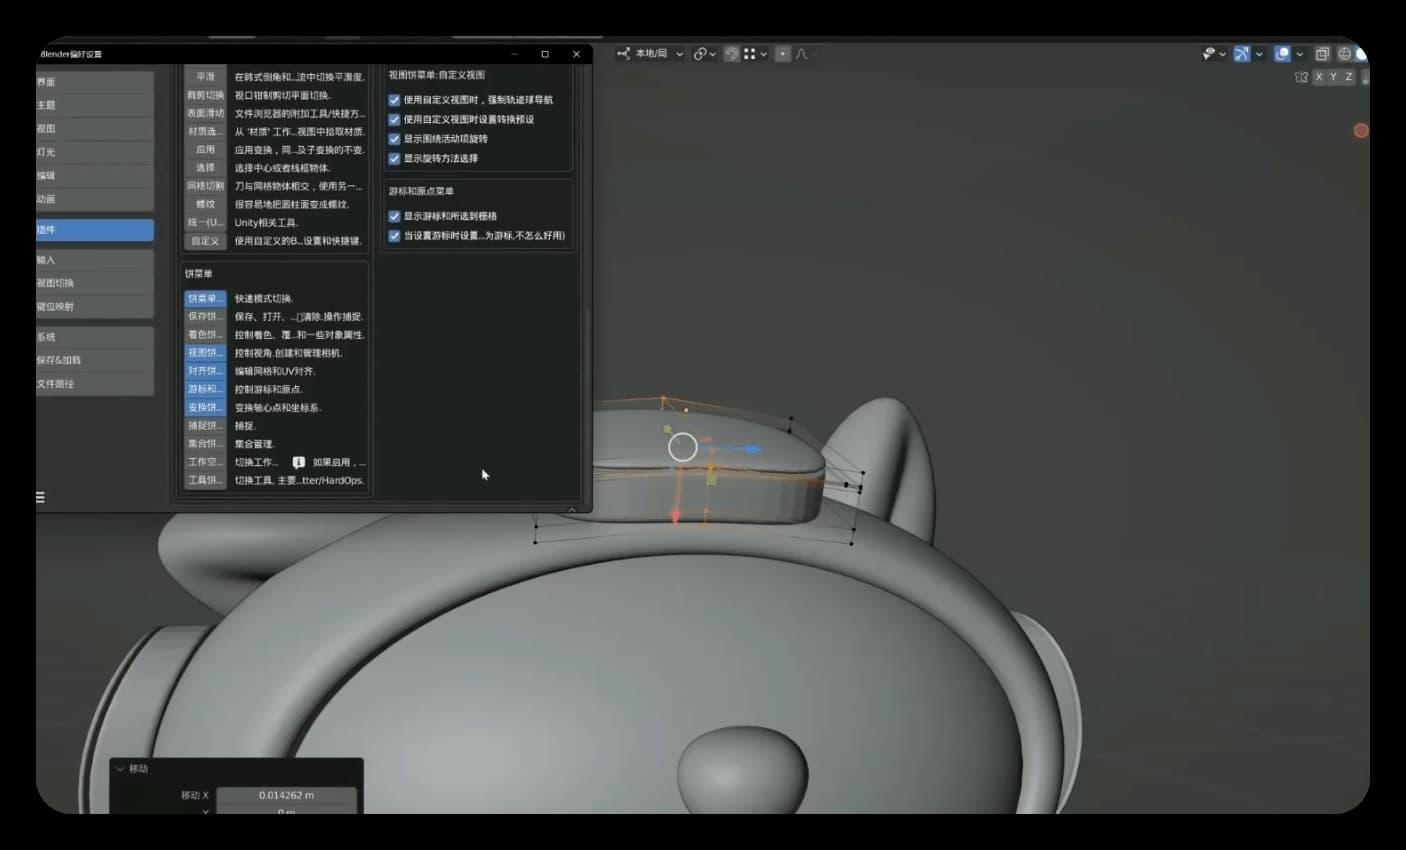 Blender偏好设置
界面
主题
视图
灯光
编辑
动画
插件
输入
视图切换
键位映射
系统
保存&加载
文件路径
平滑 在韩式倒角和...流中切换平滑度.
裁剪切换 视口钳制剪切平面切换.
表面滑动 文件浏览器的附加工具/快捷方...
材质选... 从 '材质' 工作...视图中拾取材质.
应用 应用变换，同...及子变换的不变.
选择 选择中心或者线框物体.
网格切割 刀与网格物体相交，使用另一...
螺纹 很容易地把圆柱面变成螺纹.
统一(U... Unity相关工具.
自定义 使用自定义的B...设置和快捷键.
饼菜单
饼菜单... 快速模式切换.
保存饼... 保存、打开、...清除.操作捕捉.
着色饼... 控制着色、覆...和一些对象属性.
视图饼... 控制视角.创建和管理相机.
对齐饼... 编辑网格和UV对齐.
游标和... 控制游标和原点.
变换饼... 变换轴心点和坐标系.
捕捉饼... 捕捉.
集合饼... 集合管理.
工作空... 切换工作... 如果启用，...
工具饼... 切换工具, 主要...tter/HardOps.
视图饼菜单:自定义视图
使用自定义视图时，强制轨迹球导航
使用自定义视图时设置转换预设
显示围绕活动项旋转
显示旋转方法选择
游标和原点菜单
显示游标和所选到栅格
当设置游标时设置...为游标,不怎么好用)
本地/局
X Y Z
移动
移动 X 0.014262 m
Y 0 m